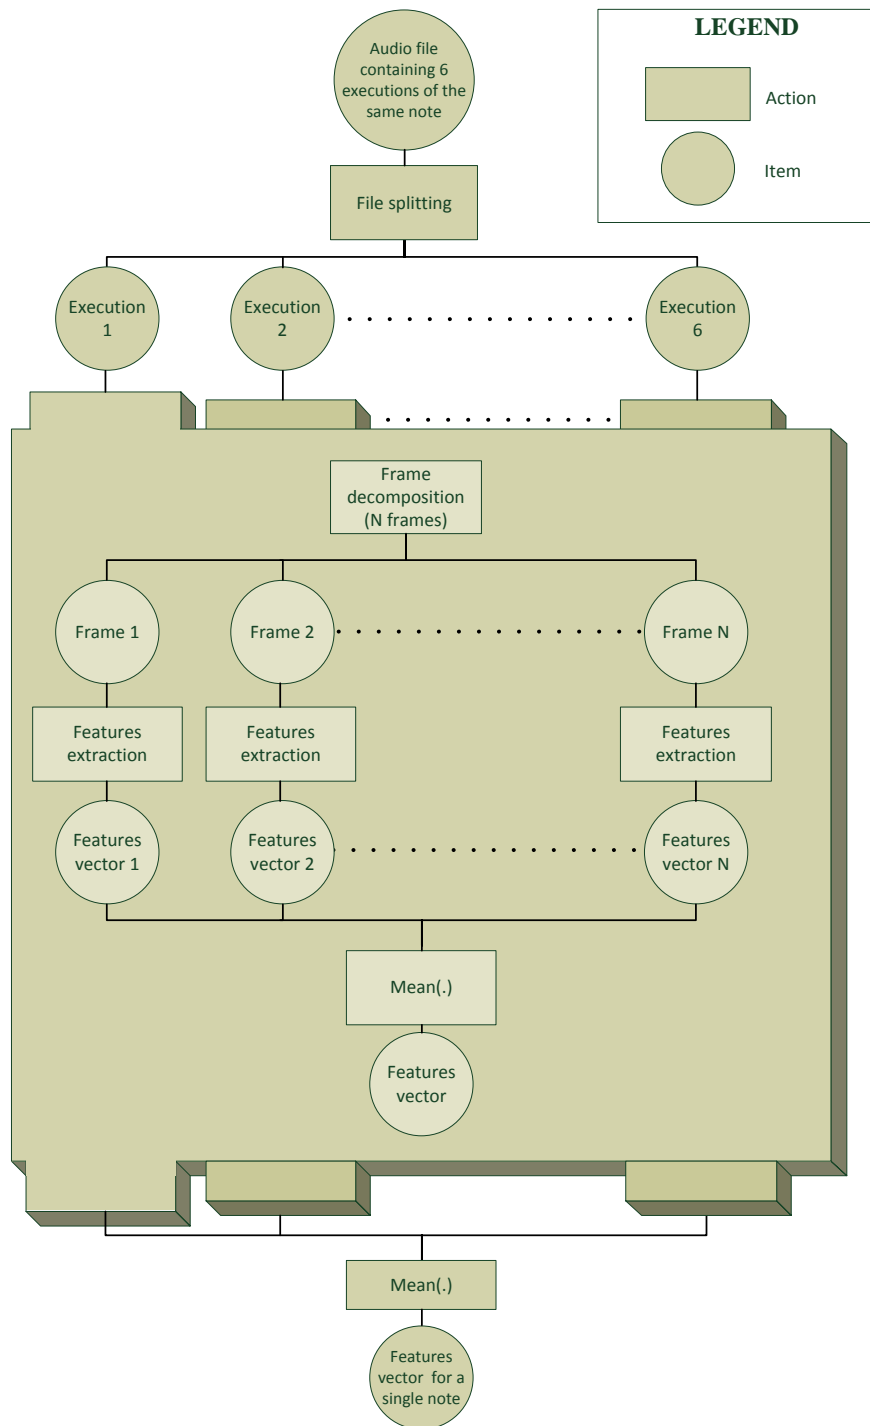 LEGEND
Action
Item
Audio file
containing 6
executions of the
same note
File splitting
Execution
1
Execution
2
Execution
6
Frame
decomposition
(N frames)
Frame 1
Frame 2
Frame N
Features
extraction
Features
extraction
Features
extraction
Features
vector 1
Features
vector 2
Features
vector N
Mean(.)
Features
vector
Mean(.)
Features
vector for a
single note